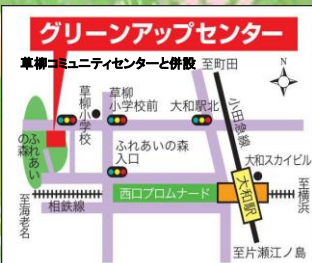 グリーンアップセンター
草柳コミュニティセンターと併設
至町田
N
草柳小学校
草柳
小学校前
大和駅北
小田急線
ふれあい
の森
ふれあいの森
入口
大和スカイビル
西口プロムナード
大和駅
至横浜
至海老名
相鉄線
至片瀬江ノ島